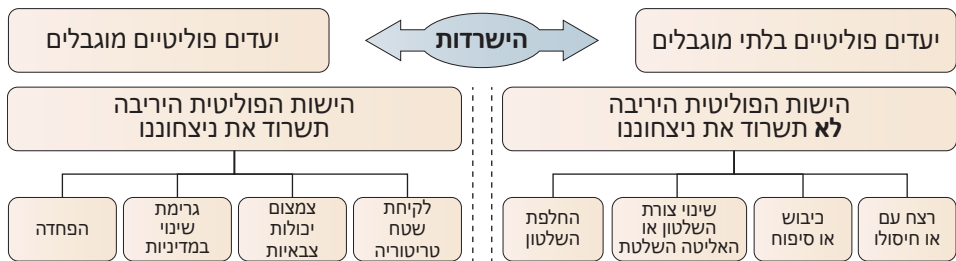 יעדים פוליטיים בלתי מוגבלים
הישרדות
יעדים פוליטיים מוגבלים
הישות הפוליטית היריבה
לא תשרוד את ניצחוננו
הישות הפוליטית היריבה
תשרוד את ניצחוננו
רצח עם
או חיסולו
כיבוש
או סיפוח
שינוי צורת
השלטון או
האליטה השלטת
החלפת
השלטון
לקיחת
שטח
טריטוריה
צמצום
יכולות
צבאיות
גרימת
שינוי
במדיניות
הפחדה